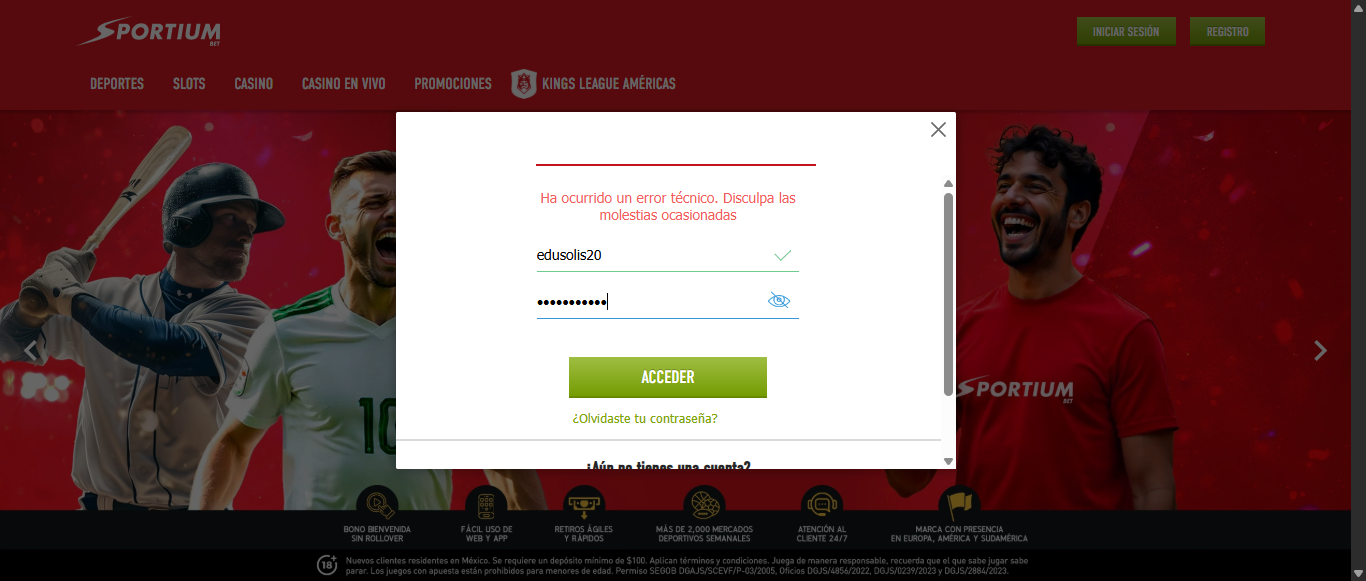 SPORTIUM
BET
INICIAR SESIÓN
REGISTRO
DEPORTES
SLOTS
CASINO
CASINO EN VIVO
PROMOCIONES
KINGS LEAGUE AMÉRICAS
Ha ocurrido un error técnico. Disculpa las
molestias ocasionadas
edusolis20
•••••••••••
ACCEDER
¿Olvidaste tu contraseña?
¿Aún no tienes una cuenta?
10
SPORTIUM
BET
BONO BIENVENIDA
SIN ROLLOVER
FÁCIL USO DE
WEB Y APP
RETIROS ÁGILES
Y RÁPIDOS
MÁS DE 2,000 MERCADOS
DEPORTIVOS SEMANALES
ATENCIÓN AL
CLIENTE 24/7
MARCA CON PRESENCIA
EN EUROPA, AMÉRICA Y SUDAMÉRICA
18+
Nuevos clientes residentes en México. Se requiere un depósito mínimo de $100. Aplican términos y condiciones. Juega de manera responsable, recuerda que el que sabe jugar sabe
parar. Los juegos con apuesta están prohibidos para menores de edad. Permiso SEGOB DGAJS/SCEVF/P-03/2005, Oficios DGJS/4856/2022, DGJS/0239/2023 y DGJS/2884/2023.